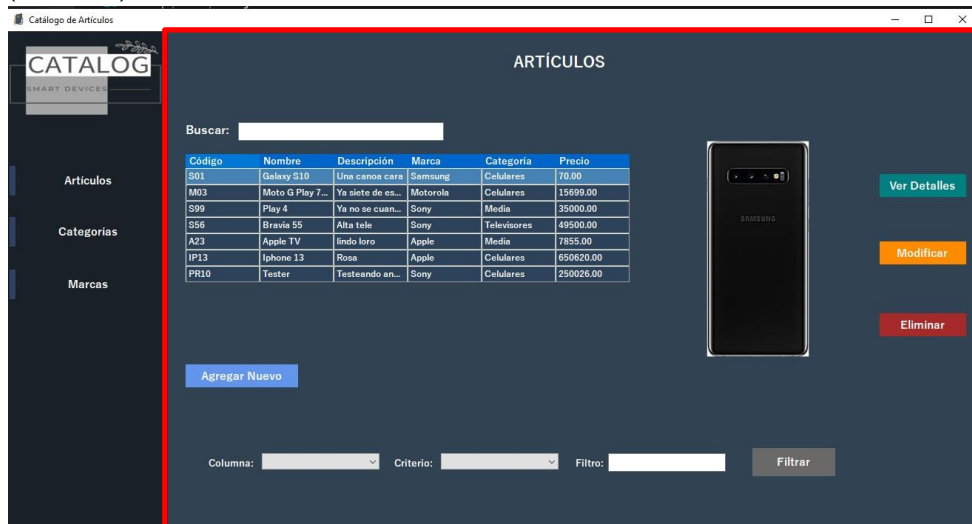 Catálogo de Artículos
CATALOG
SMART DEVICES
ARTÍCULOS
Buscar:
Código Nombre Descripción Marca Categoría Precio
S01 Galaxy S10 Una canoa cara Samsung Celulares 70.00
M03 Moto G Play 7... Ya siete de es... Motorola Celulares 15699.00
S99 Play 4 Ya no se cuan... Sony Media 35000.00
S56 Bravia 55 Alta tele Sony Televisores 49500.00
A23 Apple TV lindo loro Apple Media 7855.00
IP13 Iphone 13 Rosa Apple Celulares 650620.00
PR10 Tester Testeando an... Sony Celulares 250026.00
Artículos
Categorías
Marcas
SAMSUNG
Ver Detalles
Modificar
Eliminar
Agregar Nuevo
Columna: Criterio: Filtro: Filtrar